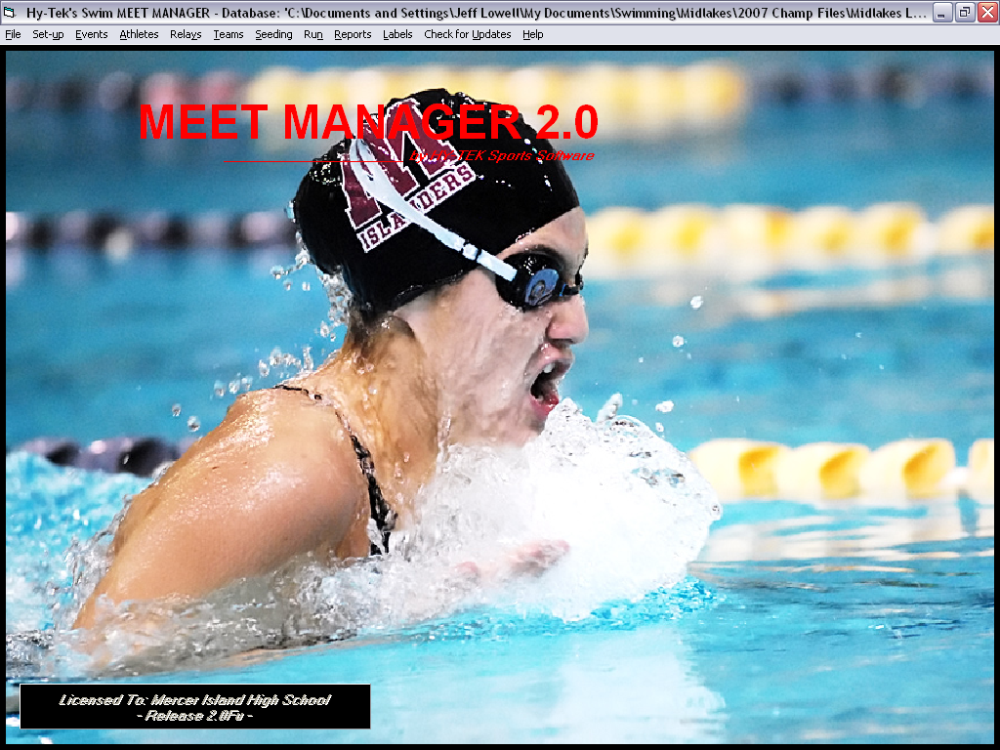 Hy-Tek's Swim MEET MANAGER - Database: 'C:\Documents and Settings\Jeff Lowell\My Documents\Swimming\Midlakes\2007 Champ Files\Midlakes L...
File Set-up Events Athletes Relays Teams Seeding Run Reports Labels Check for Updates Help
MEET MANAGER 2.0
by HY-TEK Sports Software
M
ISLANDERS
Licensed To: Mercer Island High School
- Release 2.0Fu -